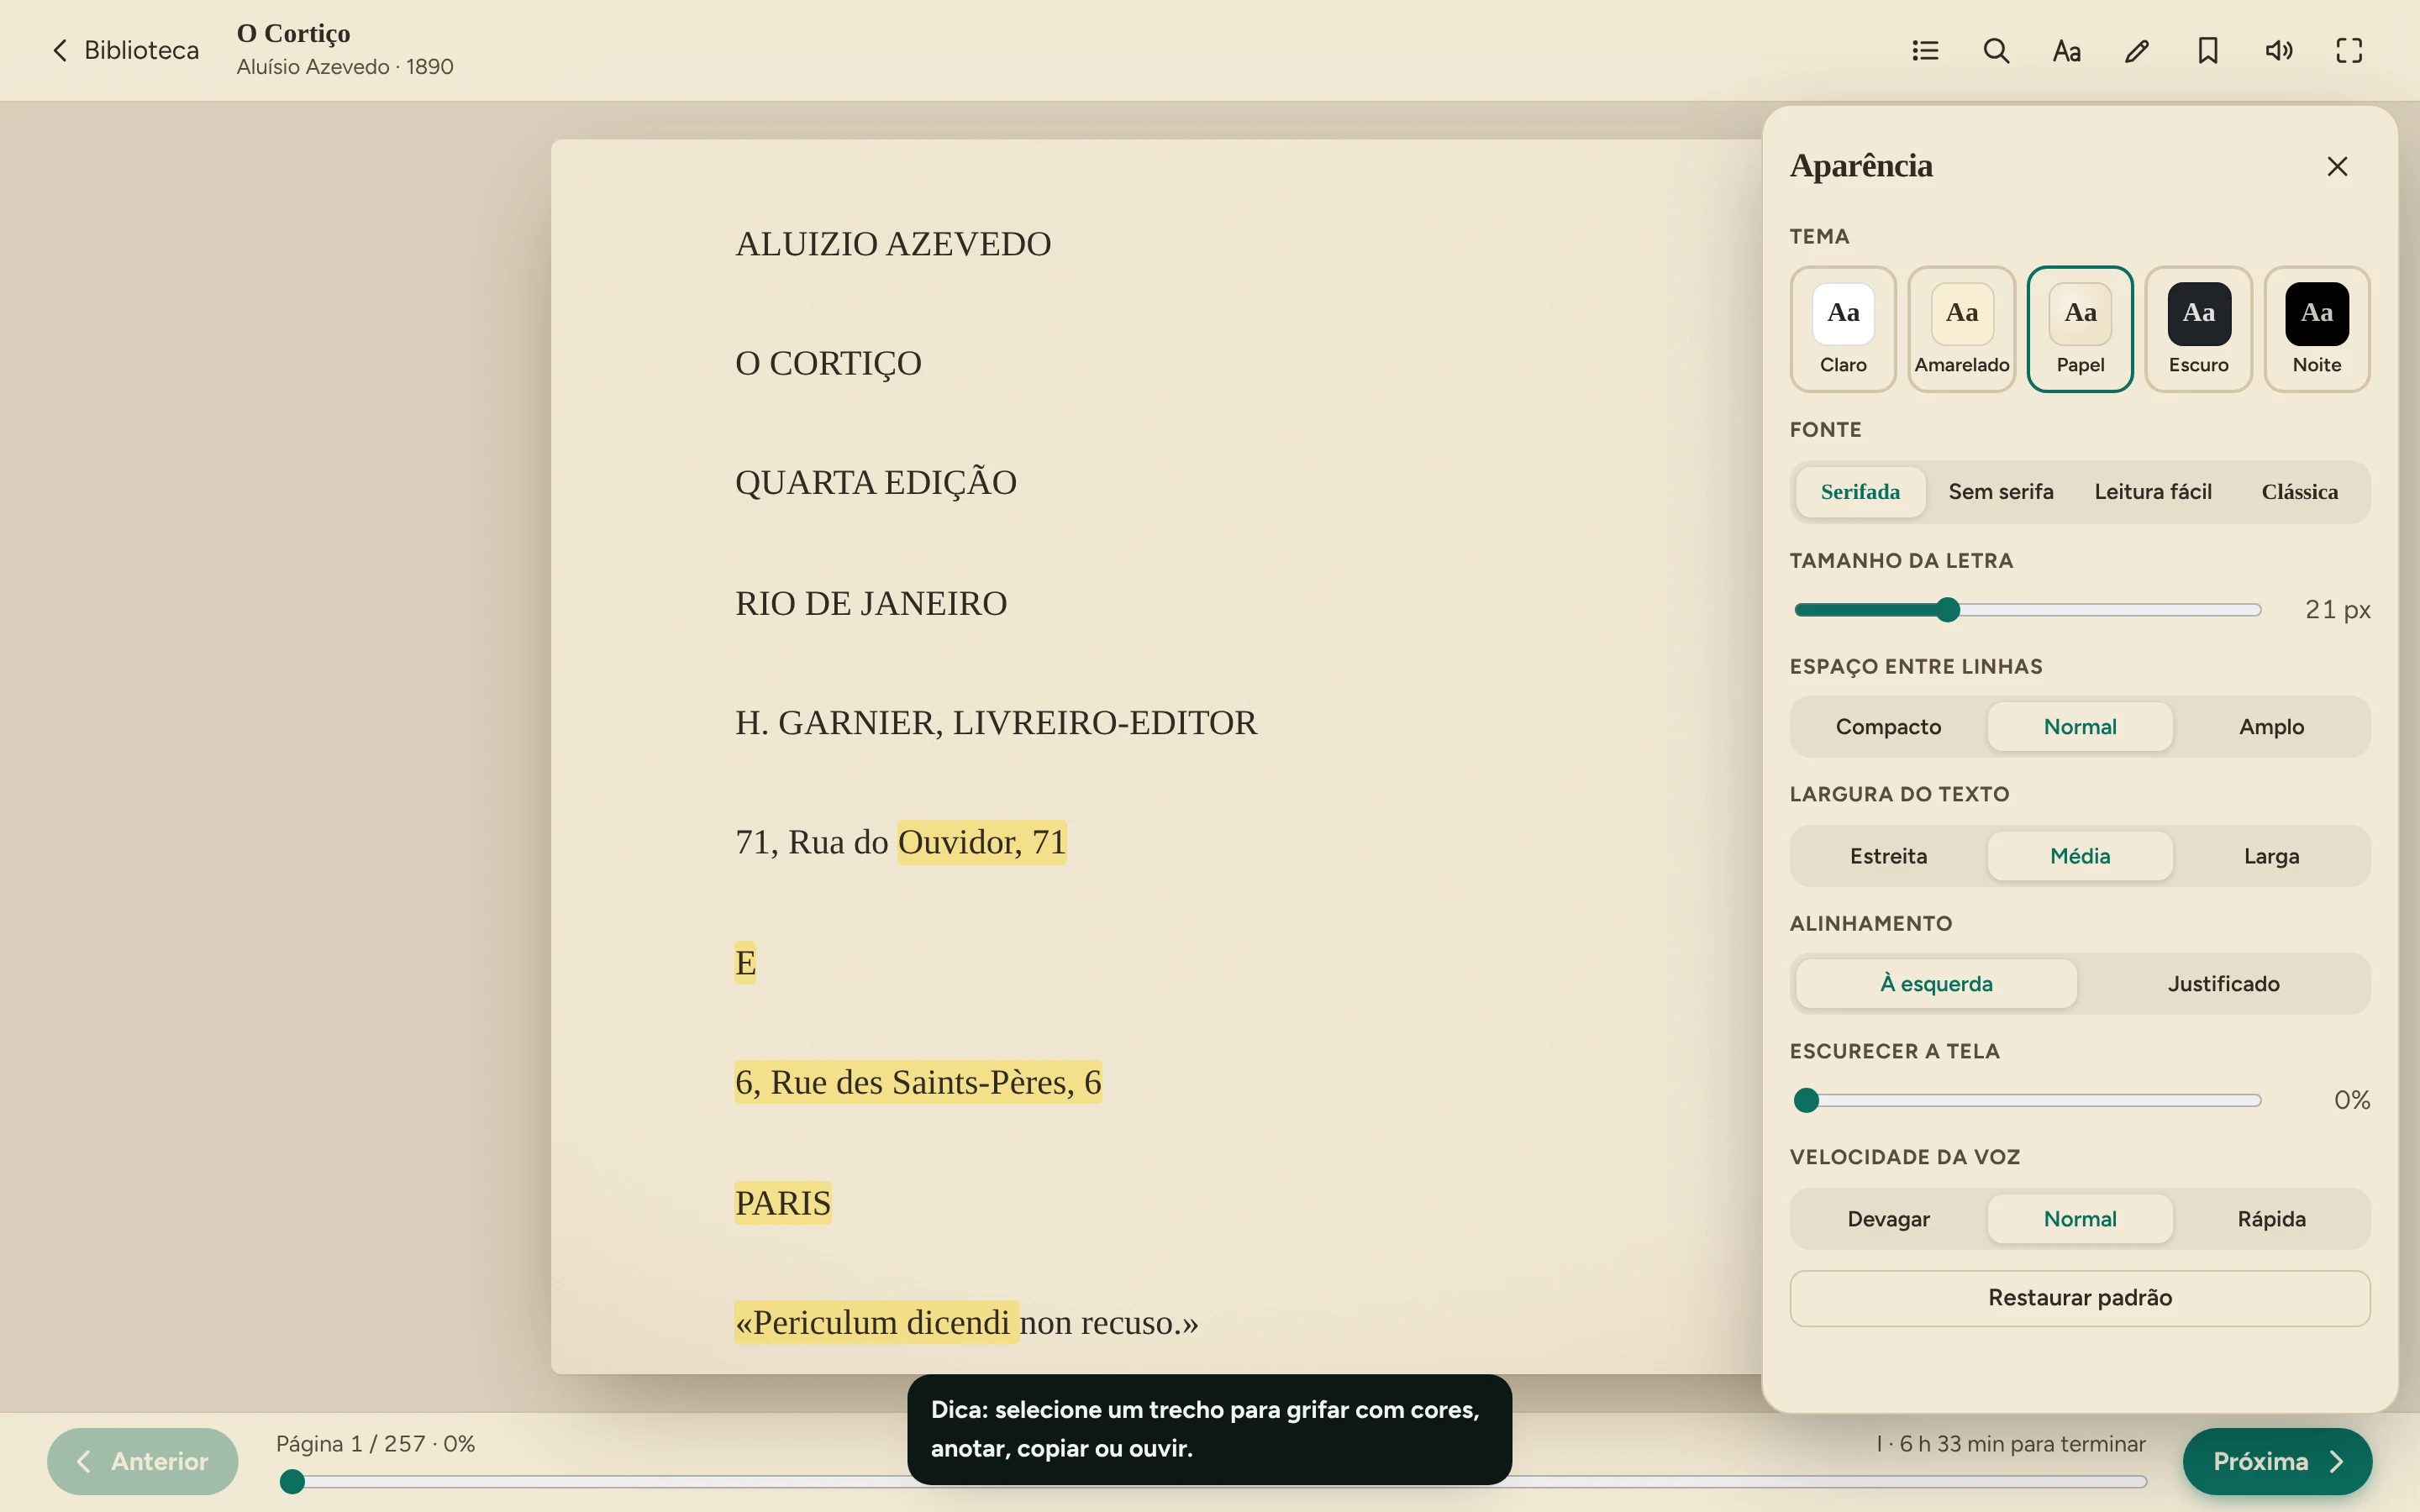 Biblioteca
O Cortiço
Aluísio Azevedo · 1890
Aa
ALUIZIO AZEVEDO
O CORTIÇO
QUARTA EDIÇÃO
RIO DE JANEIRO
H. GARNIER, LIVREIRO-EDITOR
71, Rua do Ouvidor, 71
E
6, Rue des Saints-Pères, 6
PARIS
«Periculum dicendi non recuso.»
Aparência
TEMA
Aa Aa Aa Aa Aa
Claro Amarelado Papel Escuro Noite
FONTE
Serifada Sem serifa Leitura fácil Clássica
TAMANHO DA LETRA
21 px
ESPAÇO ENTRE LINHAS
Compacto Normal Amplo
LARGURA DO TEXTO
Estreita Média Larga
ALINHAMENTO
À esquerda Justificado
ESCURECER A TELA
0%
VELOCIDADE DA VOZ
Devagar Normal Rápida
Restaurar padrão
Dica: selecione um trecho para grifar com cores,
anotar, copiar ou ouvir.
Anterior
Página 1 / 257 · 0%
I · 6 h 33 min para terminar
Próxima